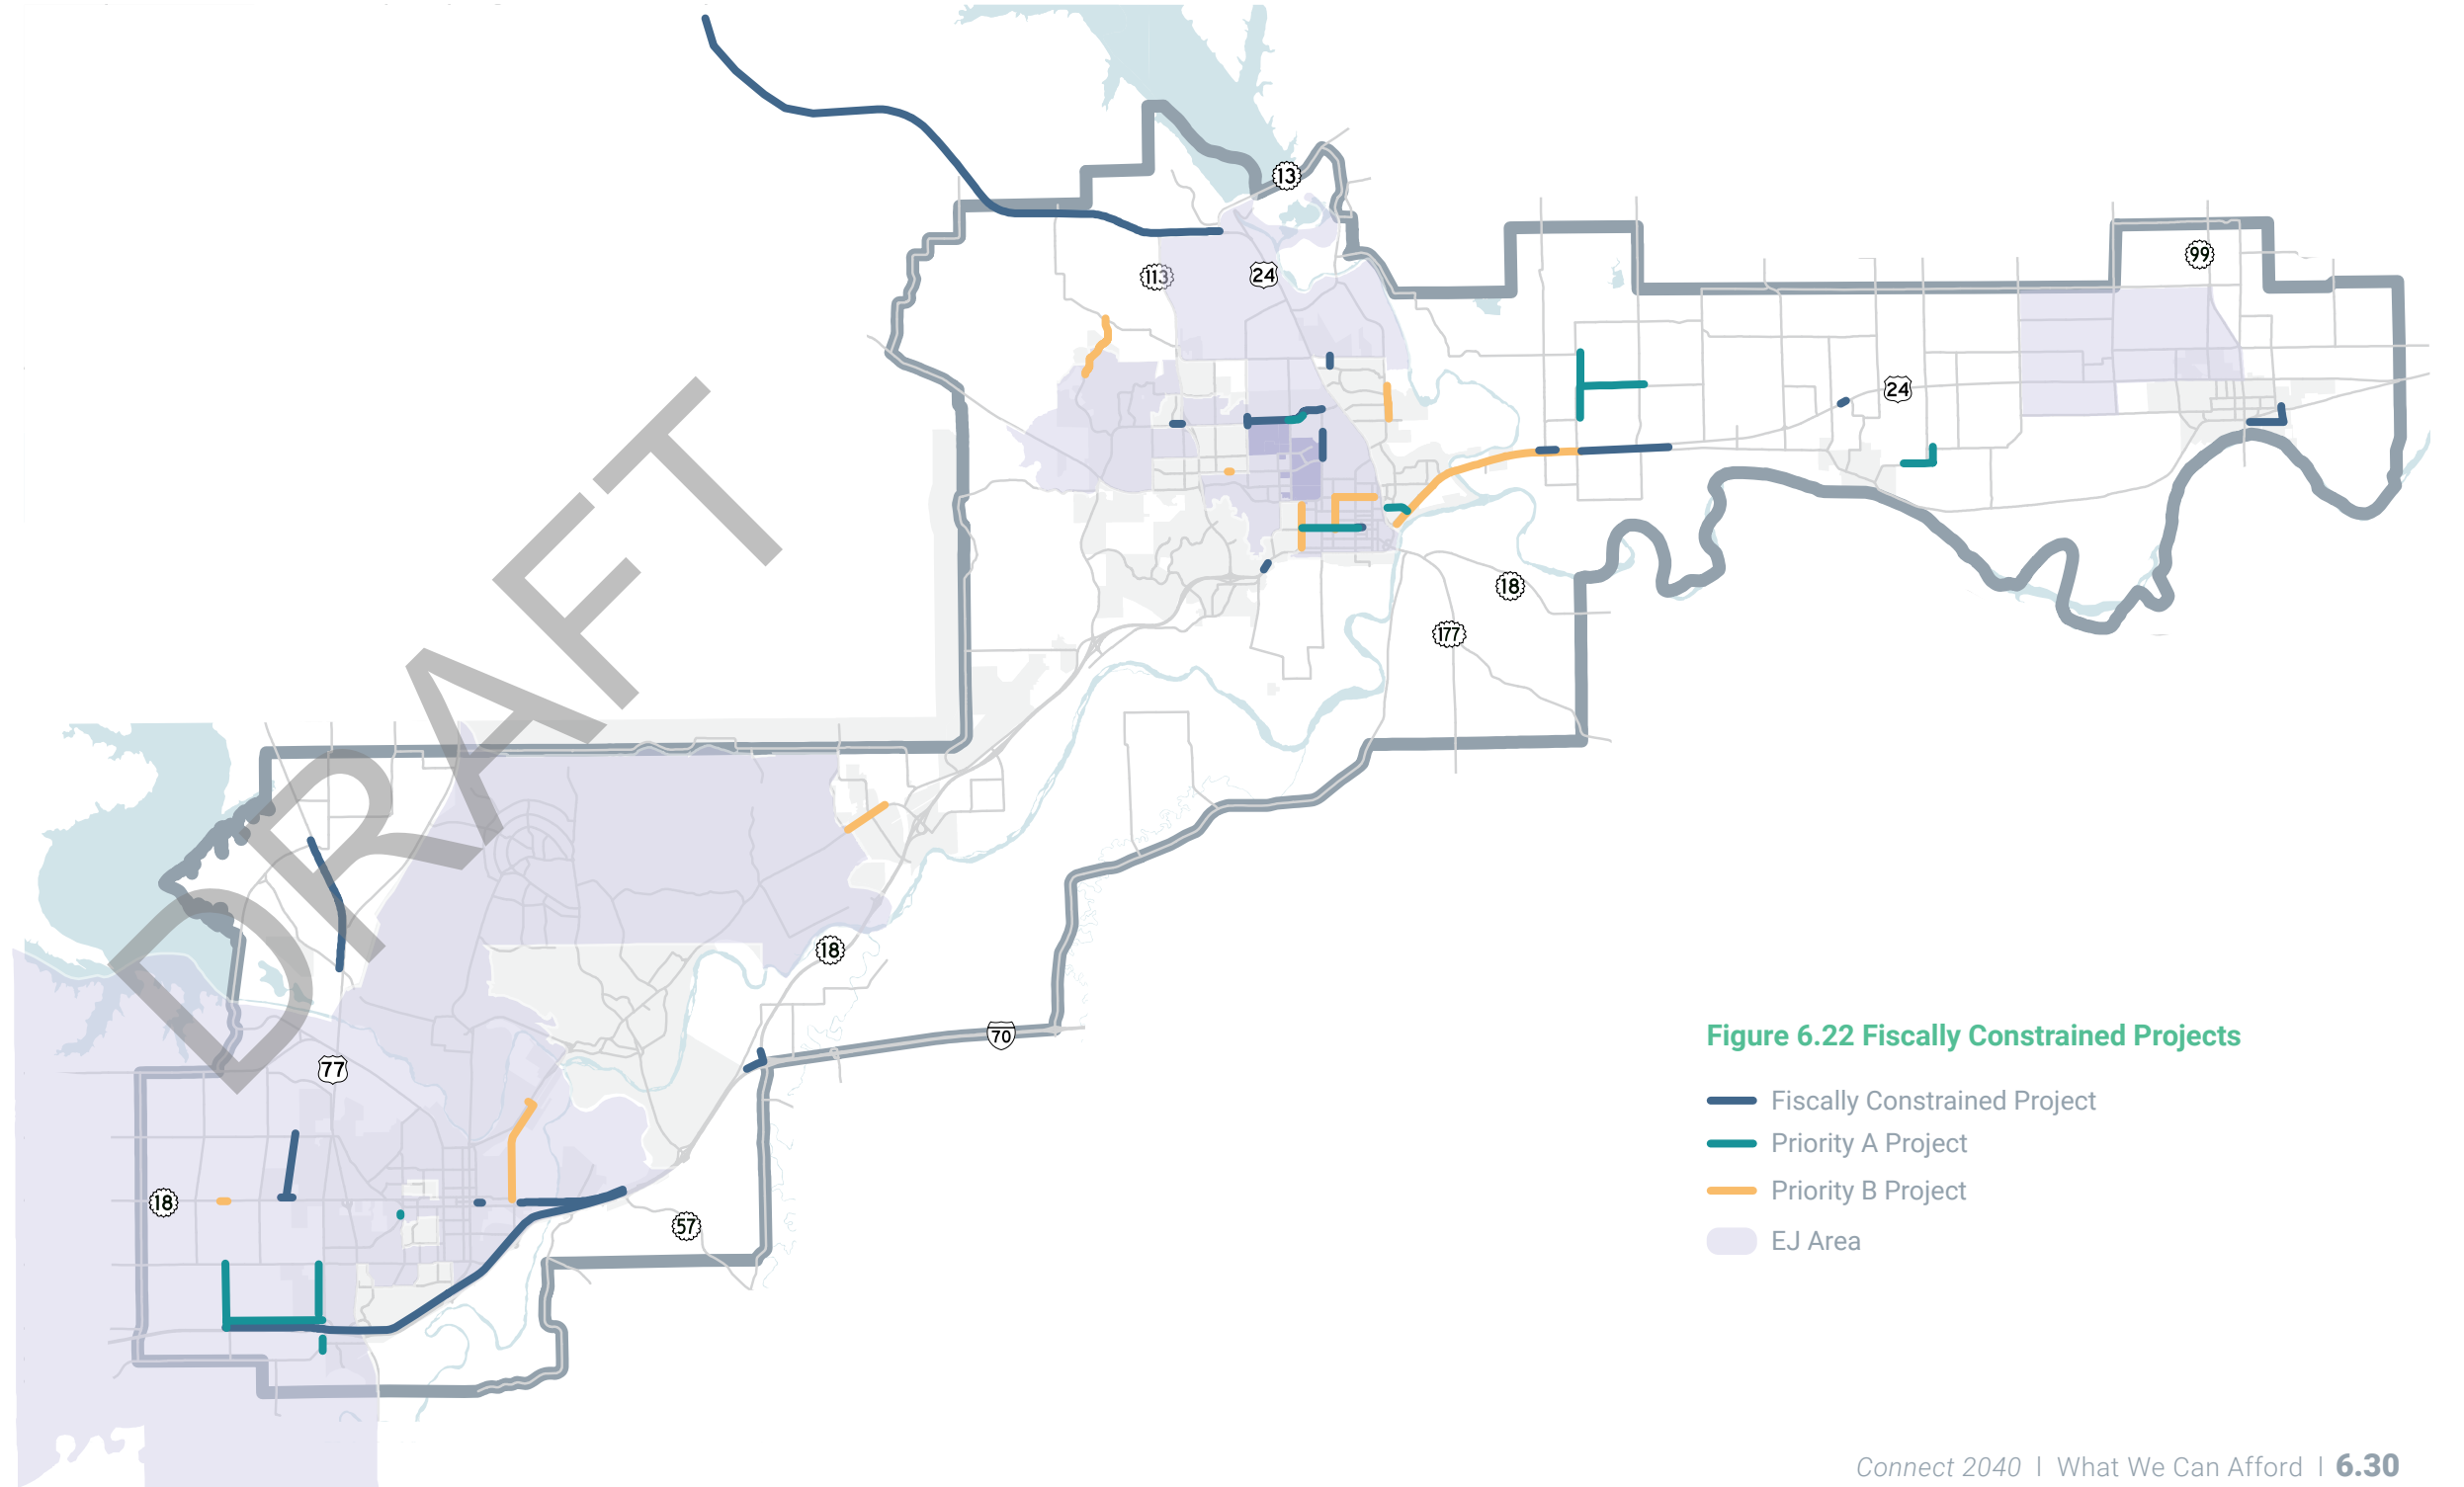 13
99
113
24
24
18
177
DRAFT
18
70
77
18
57
Figure 6.22 Fiscally Constrained Projects
Fiscally Constrained Project
Priority A Project
Priority B Project
EJ Area
Connect 2040 | What We Can Afford | 6.30